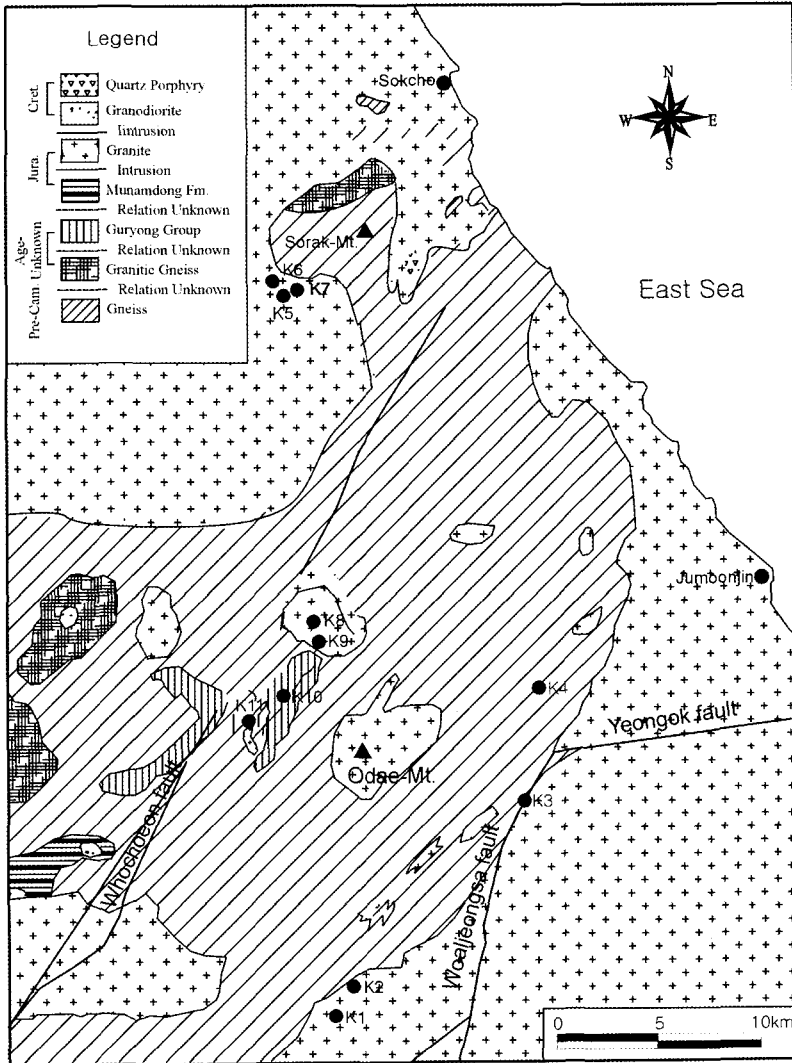 Legend
Cret.
Quartz Porphyry
Granodiorite
Iintrusion
Jura.
Granite
Intrusion
Munamdong Fm.
Relation Unknown
Age-Unknown
Guryong Group
Relation Unknown
Pre-Cam.
Granitic Gneiss
Relation Unknown
Gneiss
Sokcho
N
W
E
S
Sorak-Mt.
K6
K7
K5
East Sea
Jumoonjin
K8
K9
K10
K11
K4
Yeongok fault
Odae-Mt.
Whocheon fault
K3
Woaljeongsa fault
K2
K1
0 5 10km